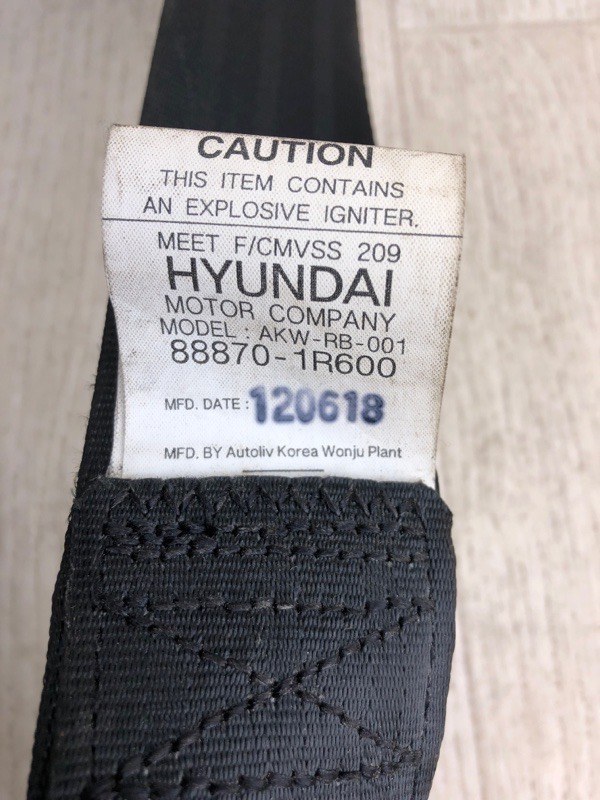 CAUTION
THIS ITEM CONTAINS
AN EXPLOSIVE IGNITER.
MEET F/CMVSS 209
HYUNDAI
MOTOR COMPANY
MODEL : AKW-RB-001
88870-1R600
MFD. DATE : 120618
MFD. BY Autoliv Korea Wonju Plant